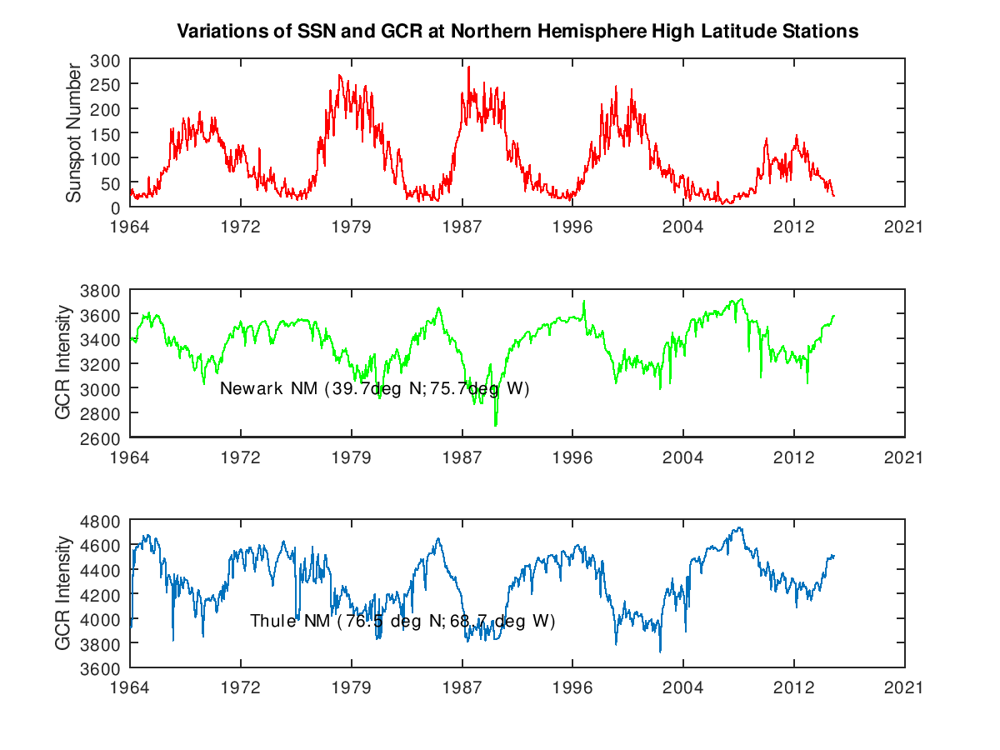 Variations of SSN and GCR at Northern Hemisphere High Latitude Stations
300
250
200
150
100
50
0
Sunspot Number
1964 1972 1979 1987 1996 2004 2012 2021
3800
3600
3400
3200
3000
2800
2600
GCR Intensity
Newark NM (39.7deg N;75.7deg W)
1964 1972 1979 1987 1996 2004 2012 2021
4800
4600
4400
4200
4000
3800
3600
GCR Intensity
Thule NM (76.5 deg N;68.7 deg W)
1964 1972 1979 1987 1996 2004 2012 2021